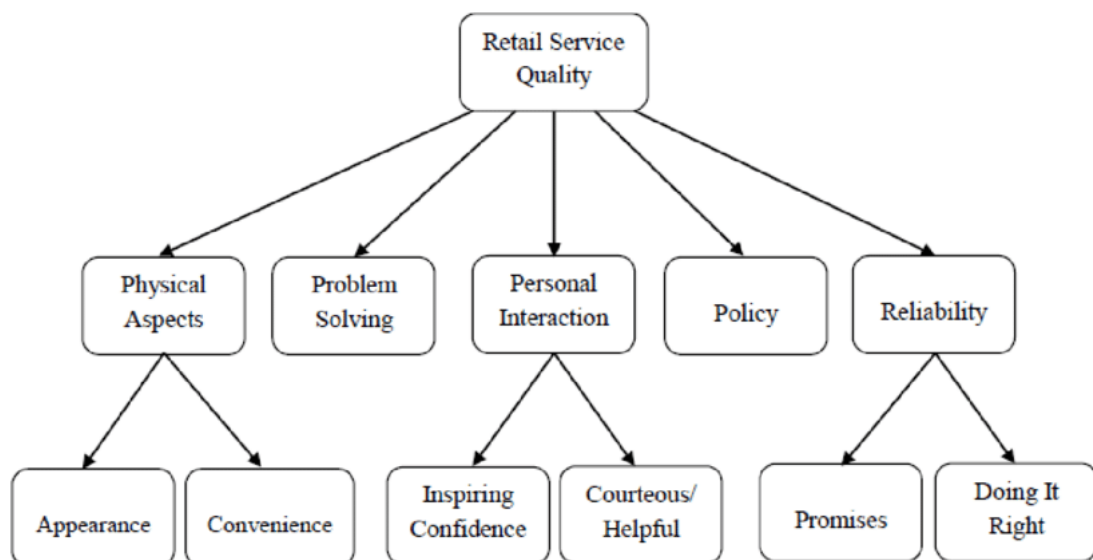 Retail Service
Quality
Physical
Aspects
Problem
Solving
Personal
Interaction
Policy
Reliability
Appearance
Convenience
Inspiring
Confidence
Courteous/
Helpful
Promises
Doing It
Right